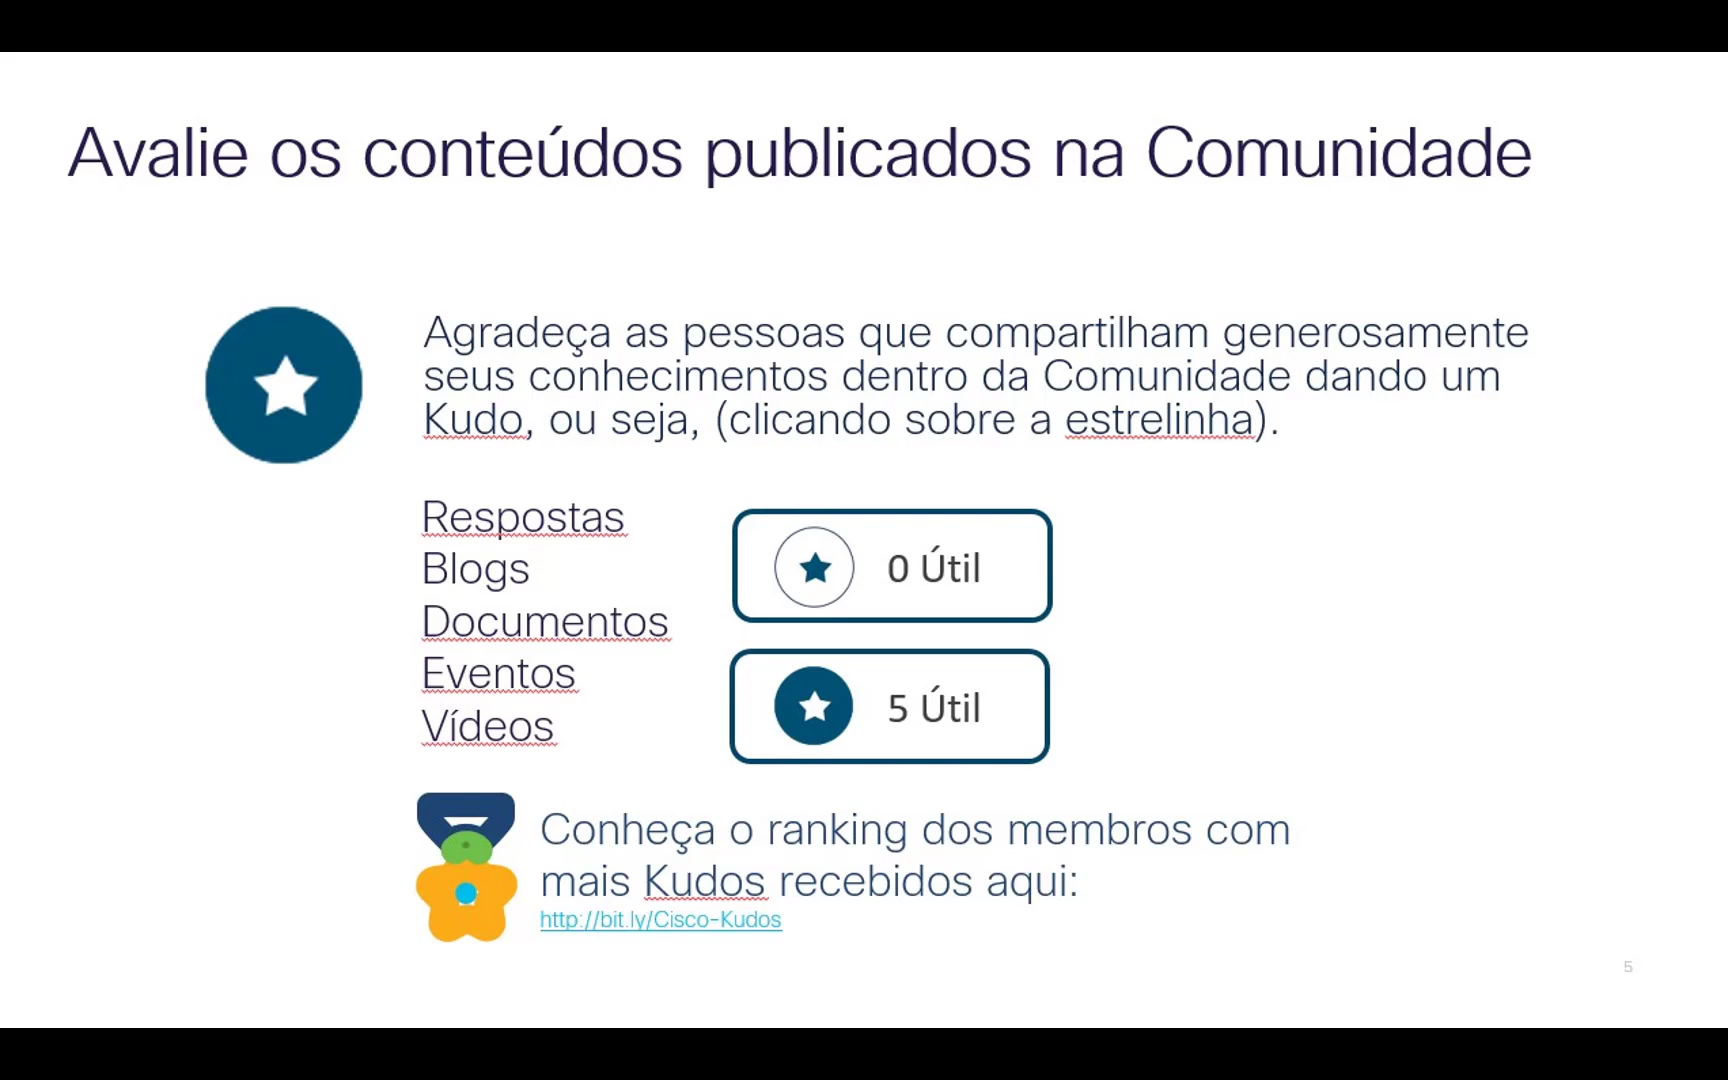 Avalie os conteúdos publicados na Comunidade
Agradeça as pessoas que compartilham generosamente
seus conhecimentos dentro da Comunidade dando um
Kudo, ou seja, (clicando sobre a estrelinha).
Respostas
Blogs
Documentos
Eventos
Vídeos
0 Útil
5 Útil
Conheça o ranking dos membros com
mais Kudos recebidos aqui:
http://bit.ly/Cisco-Kudos
5